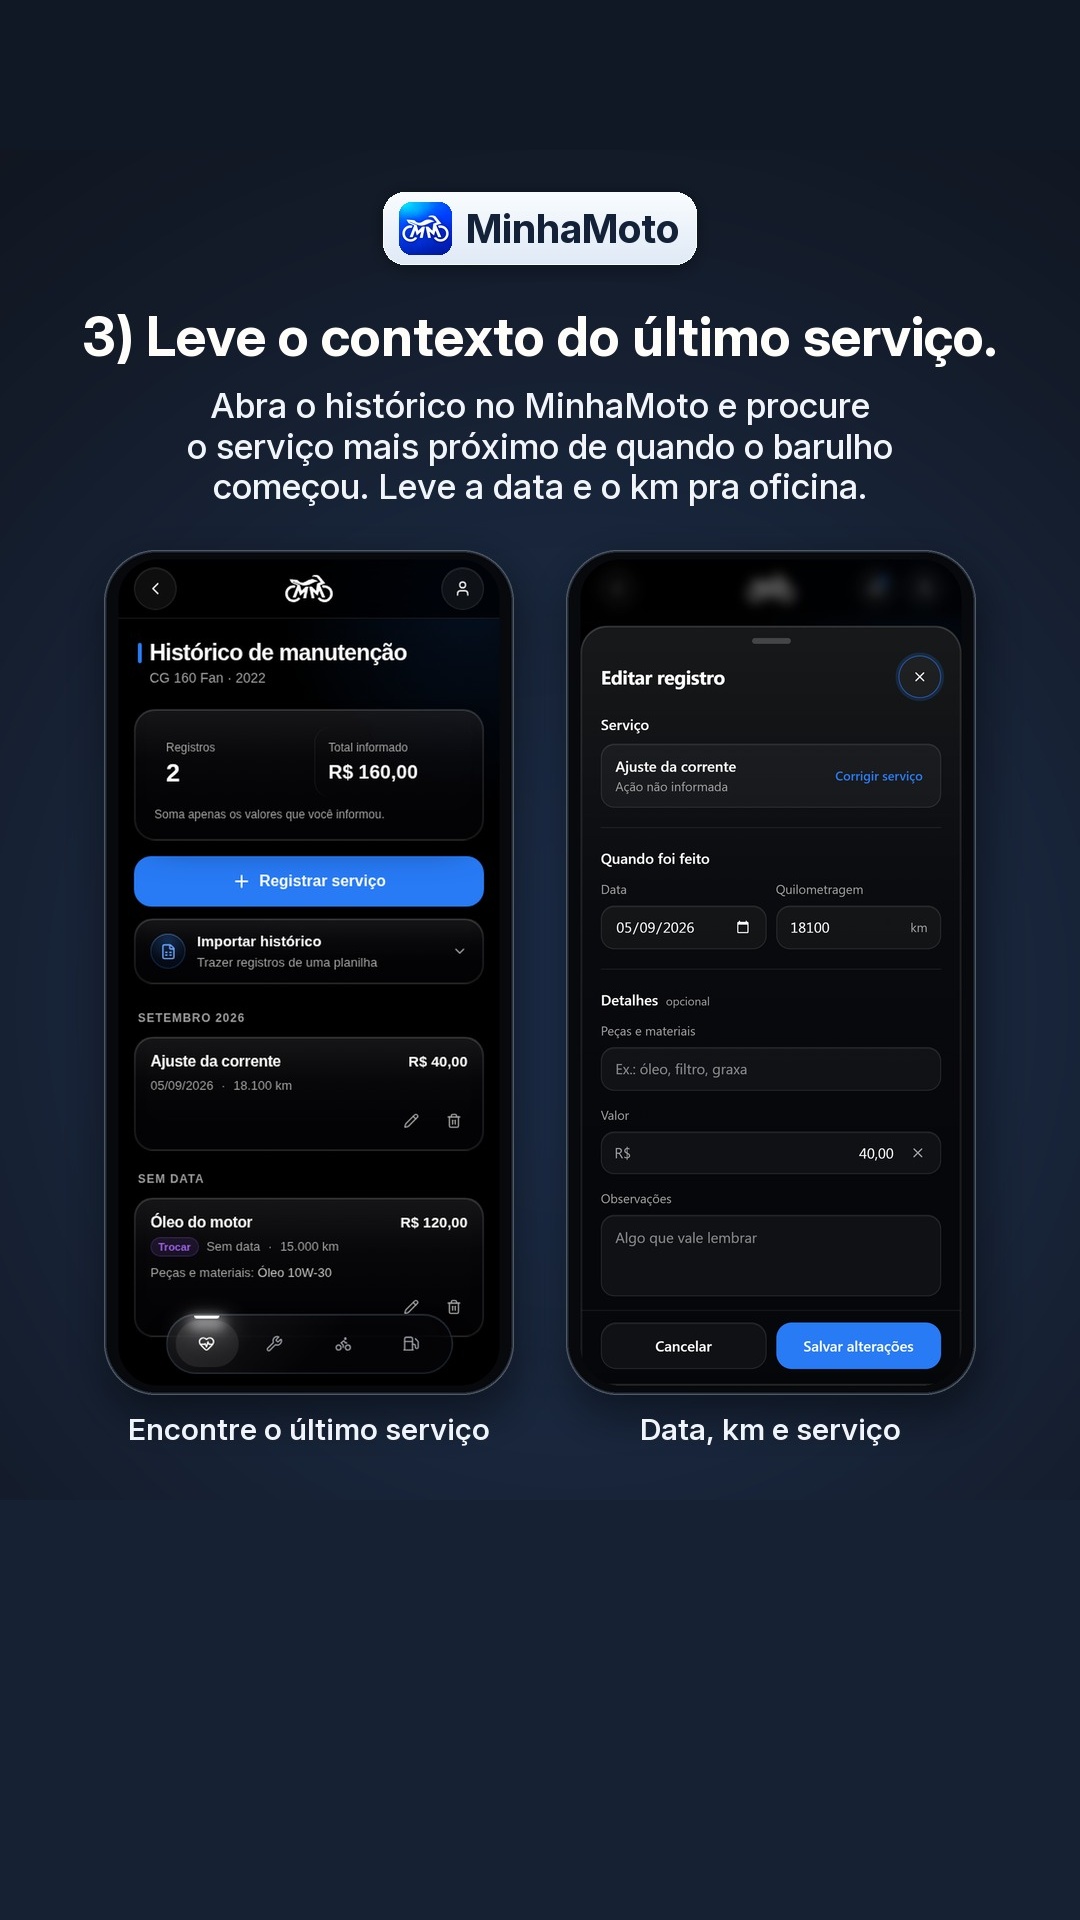 MinhaMoto
3) Leve o contexto do último serviço.
Abra o histórico no MinhaMoto e procure
o serviço mais próximo de quando o barulho
começou. Leve a data e o km pra oficina.
MM
Histórico de manutenção
CG 160 Fan · 2022
Registros
2
Total informado
R$ 160,00
Soma apenas os valores que você informou.
+ Registrar serviço
Importar histórico
Trazer registros de uma planilha
SETEMBRO 2026
Ajuste da corrente
R$ 40,00
05/09/2026 · 18.100 km
SEM DATA
Óleo do motor
R$ 120,00
Trocar Sem data · 15.000 km
Peças e materiais: Óleo 10W-30
Encontre o último serviço
Editar registro
Serviço
Ajuste da corrente
Ação não informada
Corrigir serviço
Quando foi feito
Data
Quilometragem
05/09/2026
18100 km
Detalhes opcional
Peças e materiais
Ex.: óleo, filtro, graxa
Valor
R$ 40,00
Observações
Algo que vale lembrar
Cancelar
Salvar alterações
Data, km e serviço